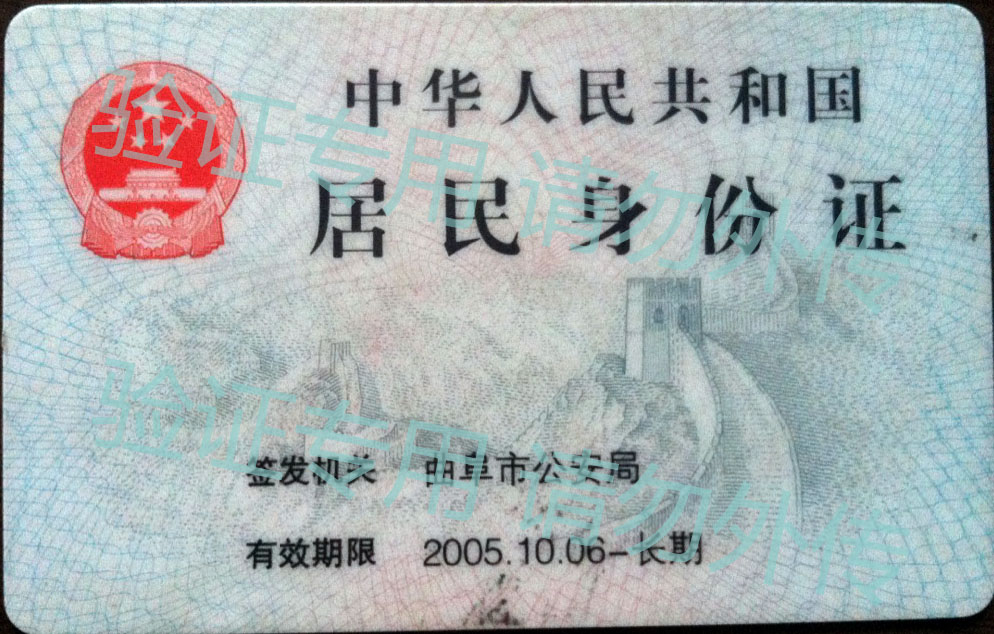 中华人民共和国
居民身份证
验证专用 请勿外传
验证专用 请勿外传
签发机关 曲阜市公安局
有效期限 2005.10.06-长期